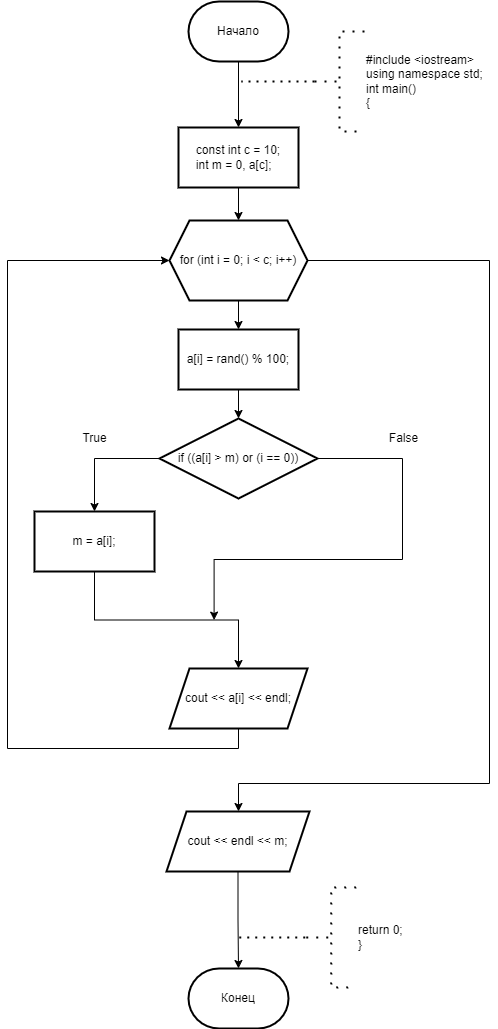 Начало
#include <iostream>
using namespace std;
int main()
{
const int c = 10;
int m = 0, a[c];
for (int i = 0; i < c; i++)
a[i] = rand() % 100;
True
False
if ((a[i] > m) or (i == 0))
m = a[i];
cout << a[i] << endl;
cout << endl << m;
return 0;
}
Конец